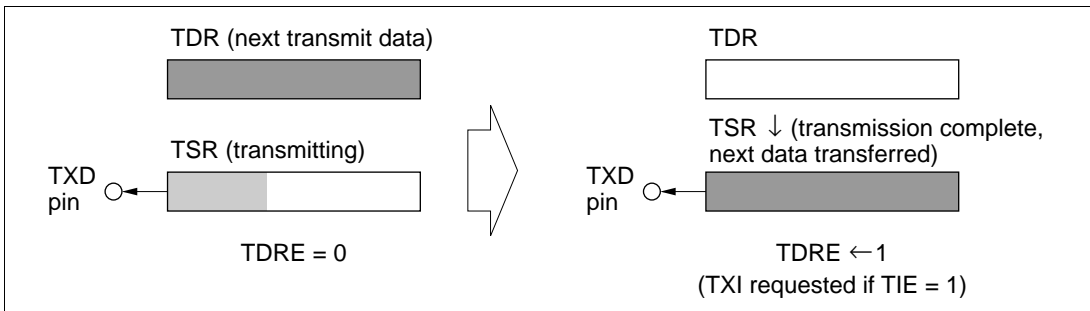 TDR (next transmit data)
TSR (transmitting)
TXD
pin
TDRE = 0
TDR
TSR ↓ (transmission complete,
next data transferred)
TXD
pin
TDRE ←1
(TXI requested if TIE = 1)